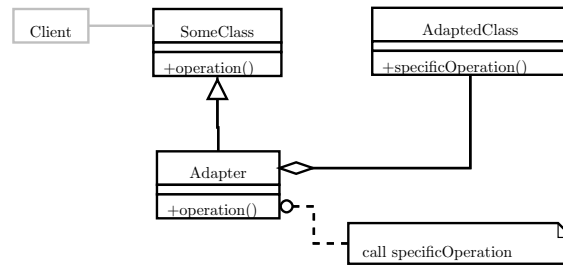 Client
SomeClass
+operation()
AdaptedClass
+specificOperation()
Adapter
+operation()
call specificOperation